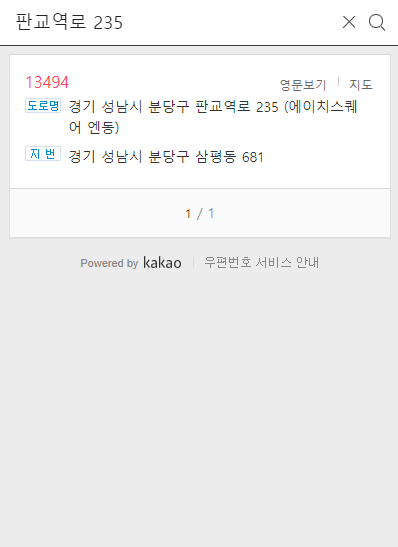 판교역로 235
13494
영문보기 | 지도
도로명 경기 성남시 분당구 판교역로 235 (에이치스퀘
어 엔동)
지 번 경기 성남시 분당구 삼평동 681
1 / 1
Powered by kakao | 우편번호 서비스 안내